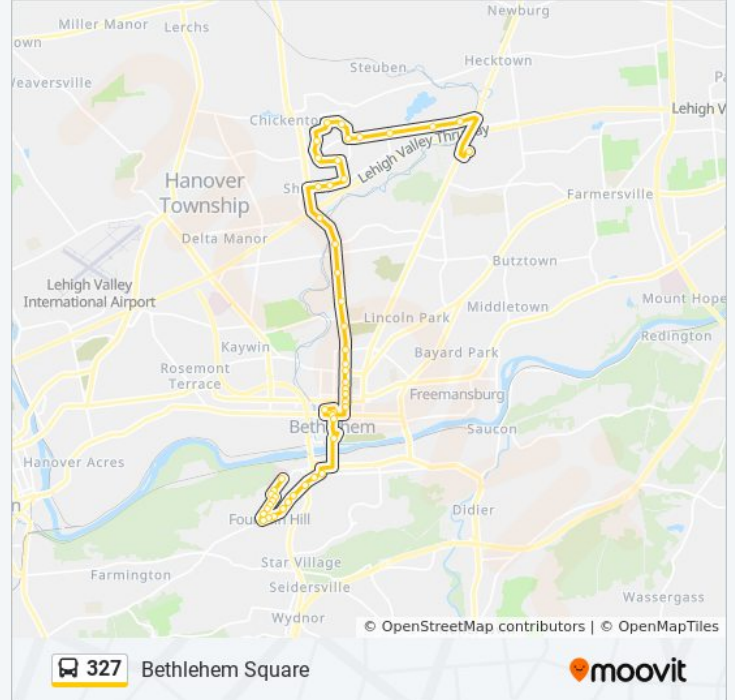 Newburg
Miller Manor
Lerchs
own
Hecktown
Steuben
Weaversville
Lehigh V
Chickento
Lehigh Valley Thruway
Hanover
Township
Sh
Farmersville
Delta Manor
Butztown
Lehigh Valley
International Airport
Mount Hope
Middletown
Lincoln Park
Redington
Kaywin
Bayard Park
Rosemont
Terrace
Freemansburg
Bethlehem
Saucon
Hanover Acres
n
Didier
Fountain Hill
Star Village
Farmington
Seidersville
Wassergass
Wydnor
© OpenStreetMap contributors | © OpenMapTiles
327 Bethlehem Square
moovit